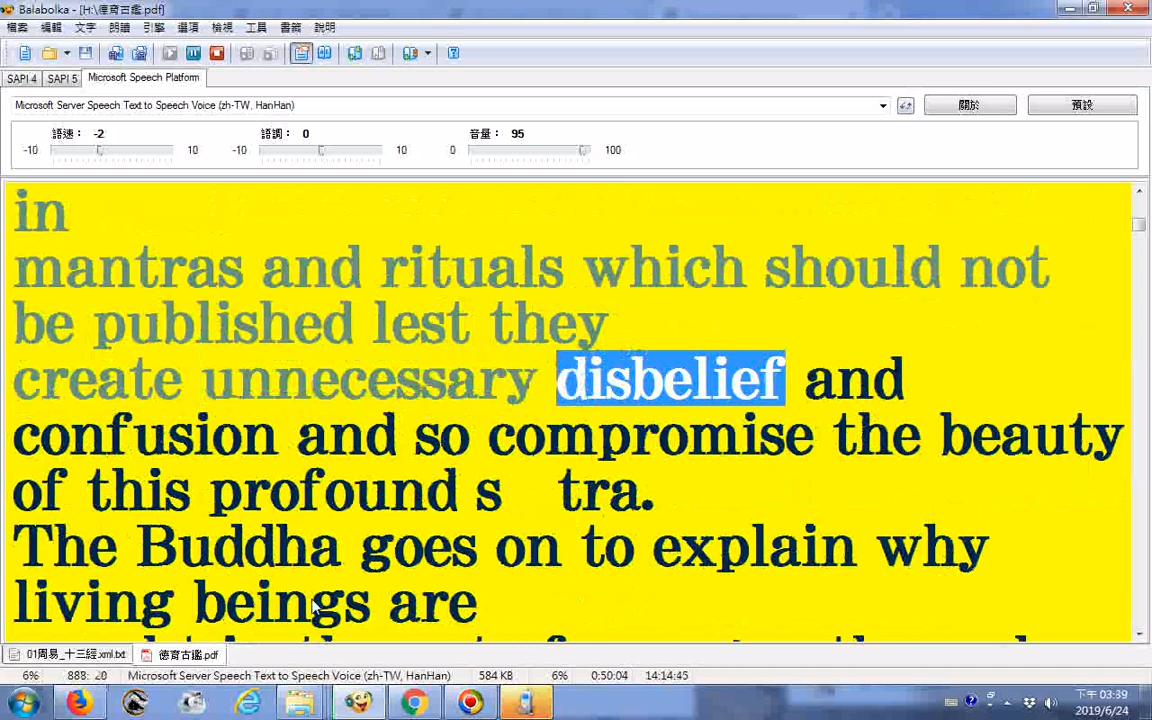 Balabolka - [H:\德育古鑑.pdf]
檔案 編輯 文字 朗讀 引擎 選項 檢視 工具 書籤 說明
SAPI 4 SAPI 5 Microsoft Speech Platform
Microsoft Server Speech Text to Speech Voice (zh-TW, HanHan) 關於 預設
語速： -2 語調： 0 音量： 95
-10 10 -10 10 0 100
in
mantras and rituals which should not
be published lest they
create unnecessary disbelief and
confusion and so compromise the beauty
of this profound s tra.
The Buddha goes on to explain why
living beings are
01周易_十三經.xml.txt 德育古鑑.pdf
6% 888: 20 Microsoft Server Speech Text to Speech Voice (zh-TW, HanHan) 584 KB 6% 0:50:04 14:14:45
下午 03:39
2019/6/24